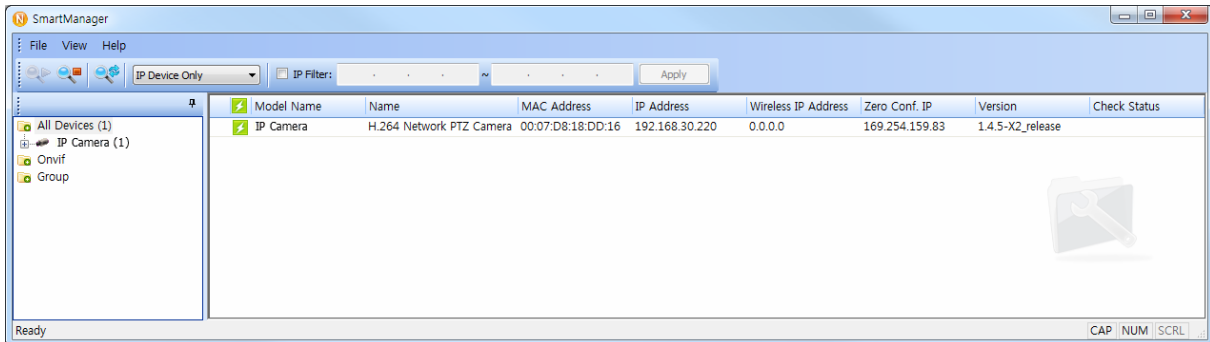 SmartManager
File View Help
IP Device Only IP Filter: . . . ~ . . . Apply
Model Name Name MAC Address IP Address Wireless IP Address Zero Conf. IP Version Check Status
All Devices (1)
IP Camera H.264 Network PTZ Camera 00:07:D8:18:DD:16 192.168.30.220 0.0.0.0 169.254.159.83 1.4.5-X2_release
IP Camera (1)
Onvif
Group
Ready CAP NUM SCRL